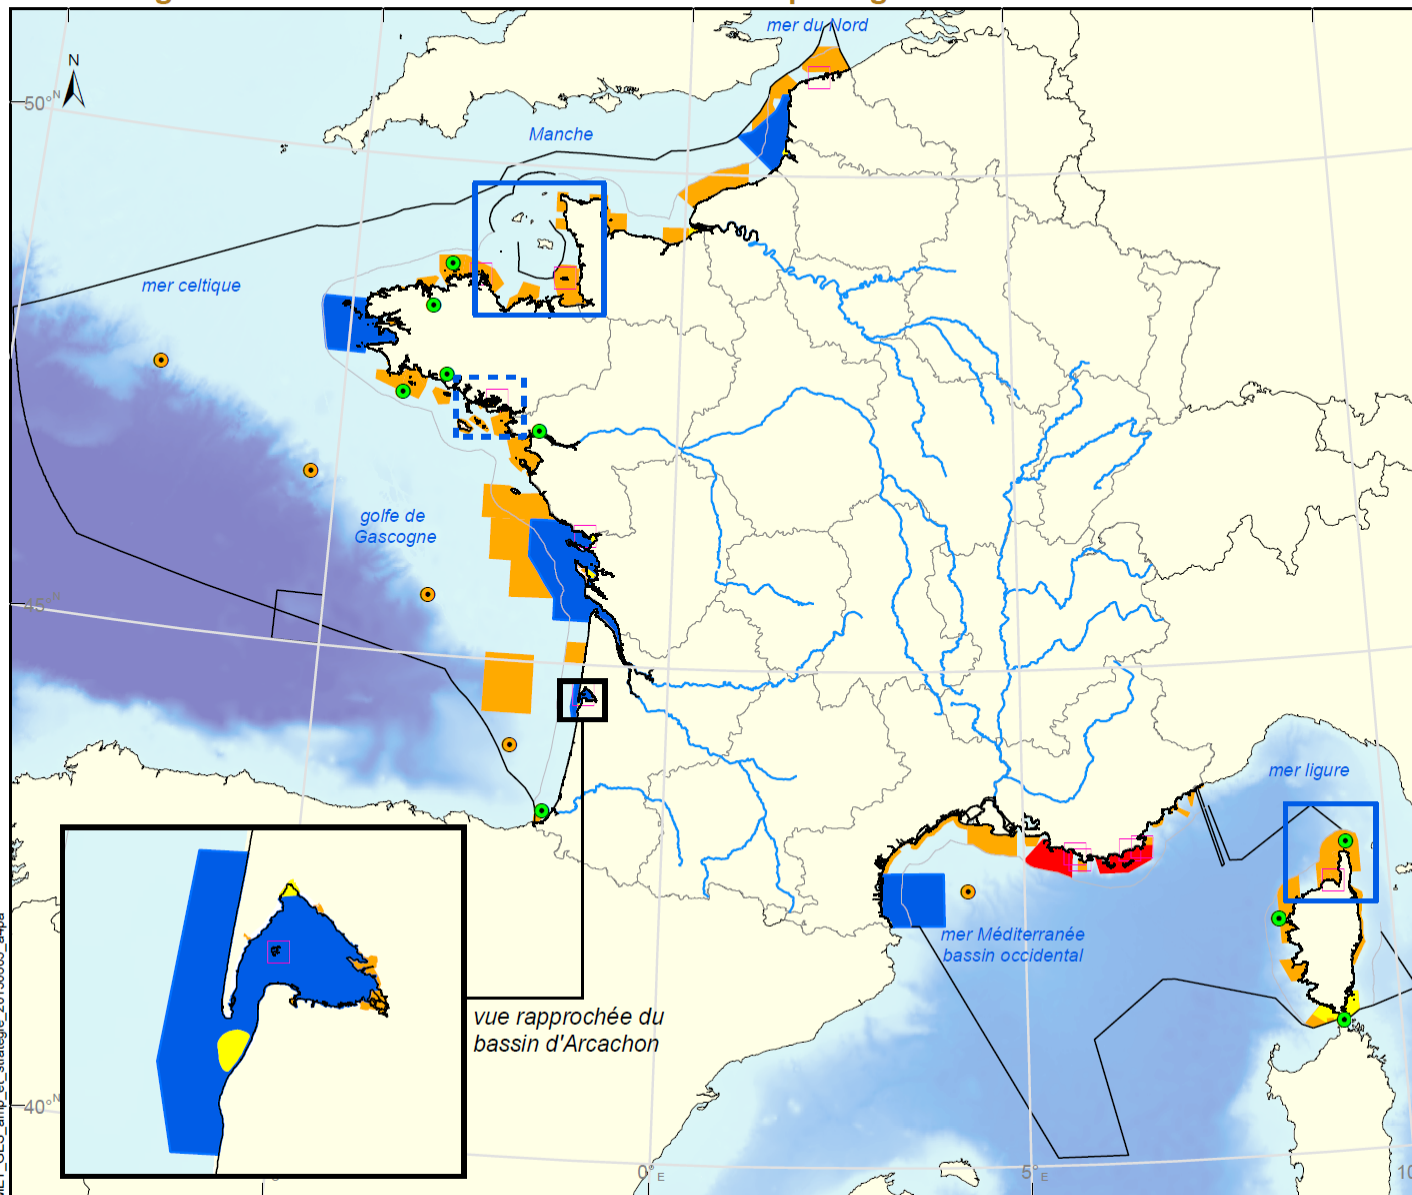 mer du Nord
N
50°N
Manche
mer celtique
golfe de
Gascogne
45°N
mer ligure
mer Méditerranée
bassin occidental
vue rapprochée du
bassin d'Arcachon
40°N
0°E
5°E
10